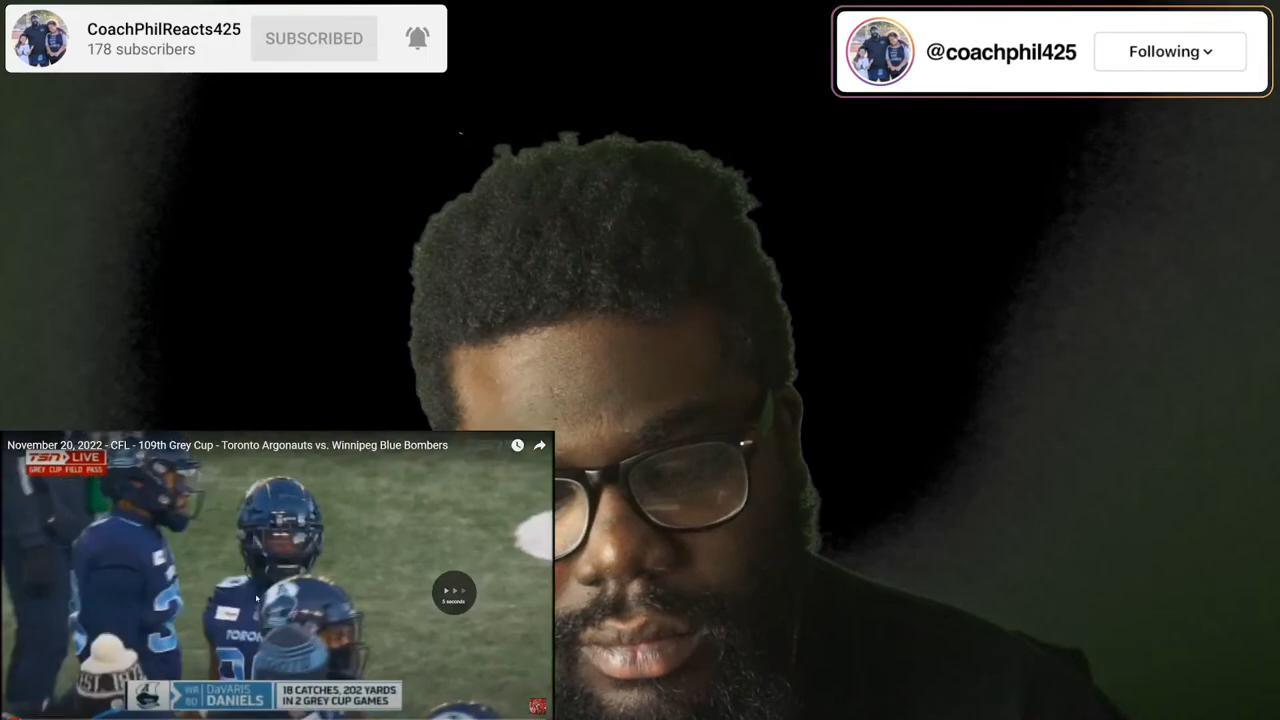 CoachPhilReacts425
178 subscribers
SUBSCRIBED
@coachphil425
Following
November 20, 2022 - CFL - 109th Grey Cup - Toronto Argonauts vs. Winnipeg Blue Bombers
TSN LIVE
GREY CUP FIELD PASS
5 seconds
WR
80
DaVARIS
DANIELS
18 CATCHES, 202 YARDS
IN 2 GREY CUP GAMES